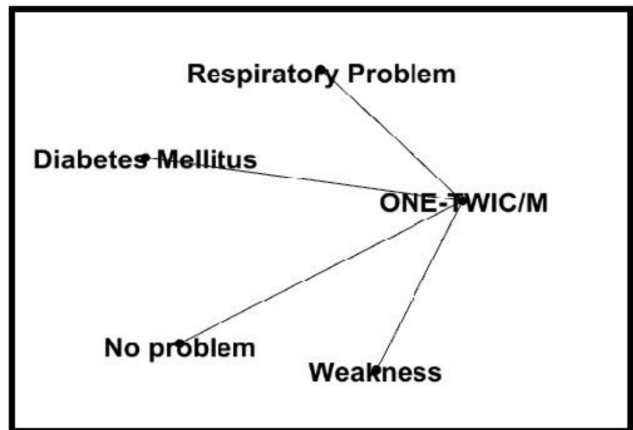 Respiratory Problem
Diabetes Mellitus
ONE-TWIC/M
No problem
Weakness